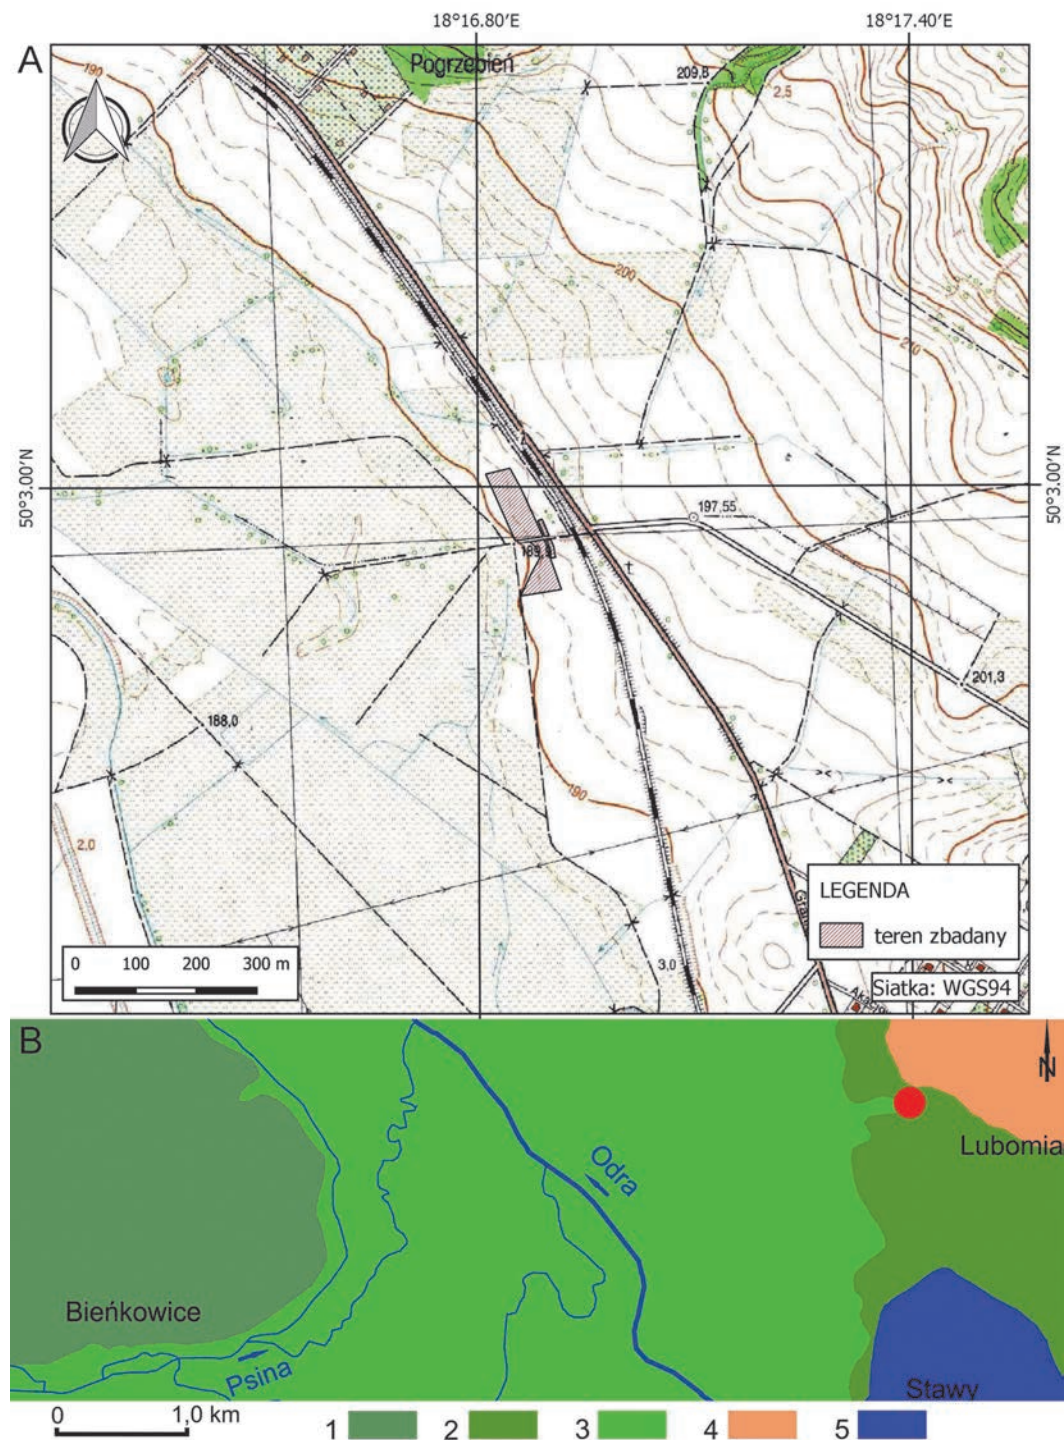 18°16.80′E 18°17.40′E
A
190
Pogrzebień
209,8
2,5
200
210
50°3.00′N
50°3.00′N
197,55
201,3
188,0
190
2,0
3,0
LEGENDA
teren zbadany
Siatka: WGS94
0 100 200 300 m
B
N
Lubomia
Odra
Bieńkowice
Psina
Stawy
0 1,0 km
1 2 3 4 5